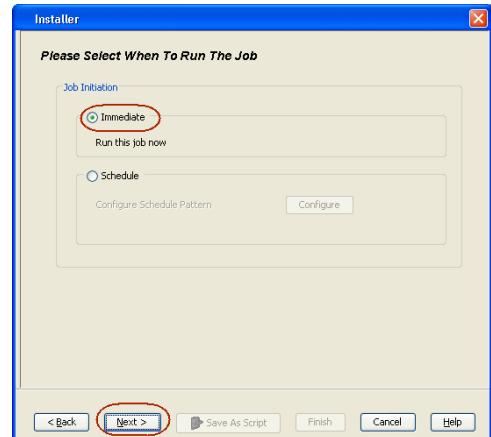 Installer
Please Select When To Run The Job
Job Initiation
Immediate
Run this job now
Schedule
Configure Schedule Pattern
Configure
< Back
Next >
Save As Script
Finish
Cancel
Help